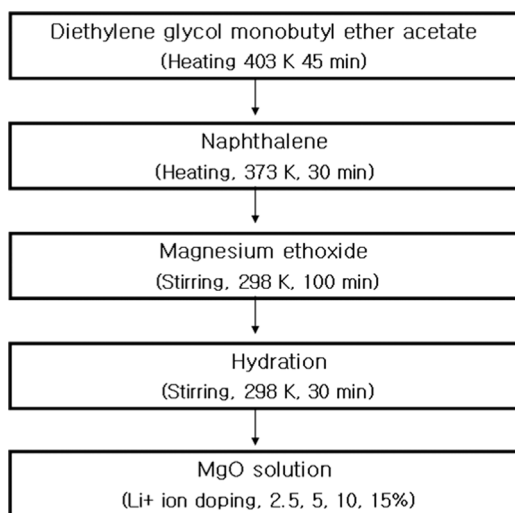 Diethylene glycol monobutyl ether acetate
(Heating 403 K 45 min)
Naphthalene
(Heating, 373 K, 30 min)
Magnesium ethoxide
(Stirring, 298 K, 100 min)
Hydration
(Stirring, 298 K, 30 min)
MgO solution
(Li+ ion doping, 2.5, 5, 10, 15%)